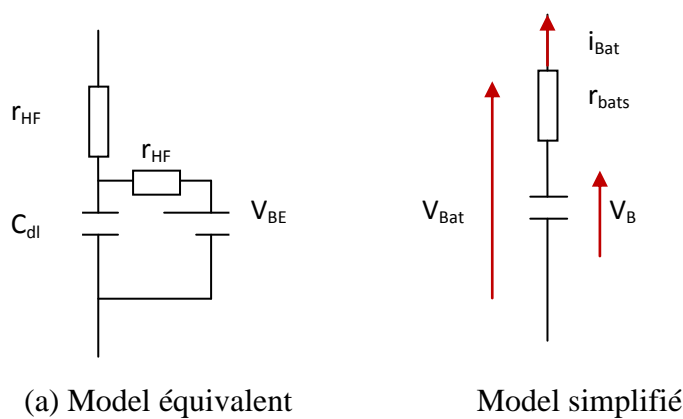 r_HF
r_HF
C_dl
V_BE
i_Bat
r_bats
V_Bat
V_B
(a) Model équivalent
Model simplifié